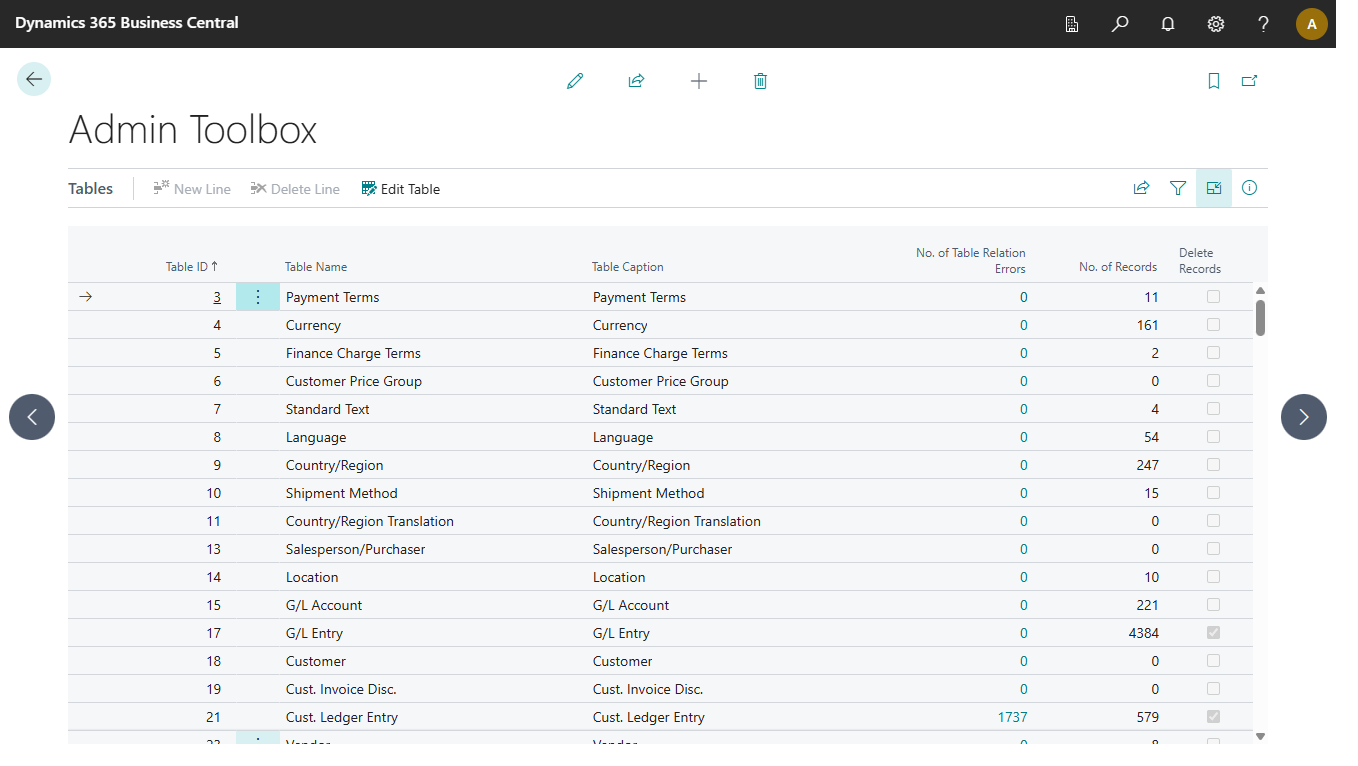 Dynamics 365 Business Central
A
Admin Toolbox
Tables New Line Delete Line Edit Table
Table ID ↑ Table Name Table Caption No. of Table Relation Errors No. of Records Delete Records
3 Payment Terms Payment Terms 0 11
4 Currency Currency 0 161
5 Finance Charge Terms Finance Charge Terms 0 2
6 Customer Price Group Customer Price Group 0 0
7 Standard Text Standard Text 0 4
8 Language Language 0 54
9 Country/Region Country/Region 0 247
10 Shipment Method Shipment Method 0 15
11 Country/Region Translation Country/Region Translation 0 0
13 Salesperson/Purchaser Salesperson/Purchaser 0 0
14 Location Location 0 10
15 G/L Account G/L Account 0 221
17 G/L Entry G/L Entry 0 4384
18 Customer Customer 0 0
19 Cust. Invoice Disc. Cust. Invoice Disc. 0 0
21 Cust. Ledger Entry Cust. Ledger Entry 1737 579
23 Vendor Vendor 0